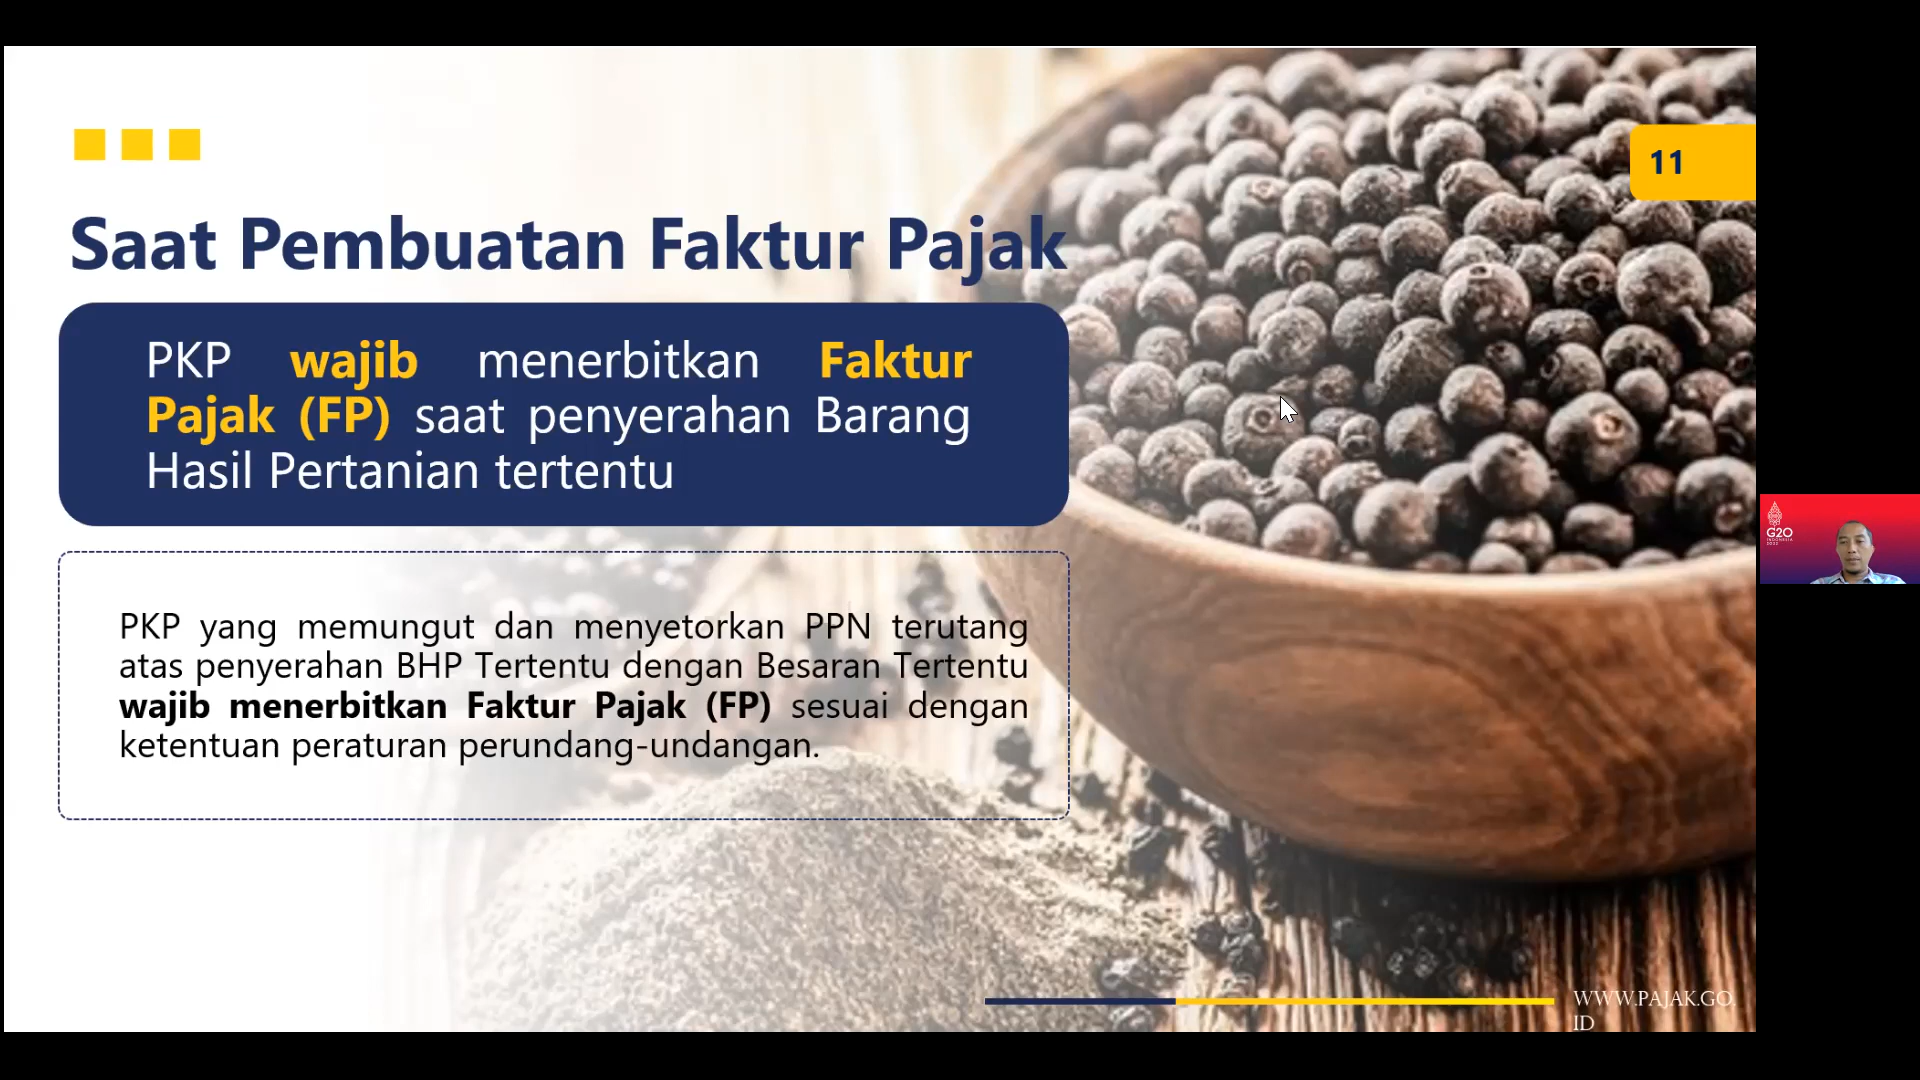 11
Saat Pembuatan Faktur Pajak
PKP wajib menerbitkan Faktur
Pajak (FP) saat penyerahan Barang
Hasil Pertanian tertentu
PKP yang memungut dan menyetorkan PPN terutang
atas penyerahan BHP Tertentu dengan Besaran Tertentu
wajib menerbitkan Faktur Pajak (FP) sesuai dengan
ketentuan peraturan perundang-undangan.
G20
WWW.PAJAK.GO.
ID